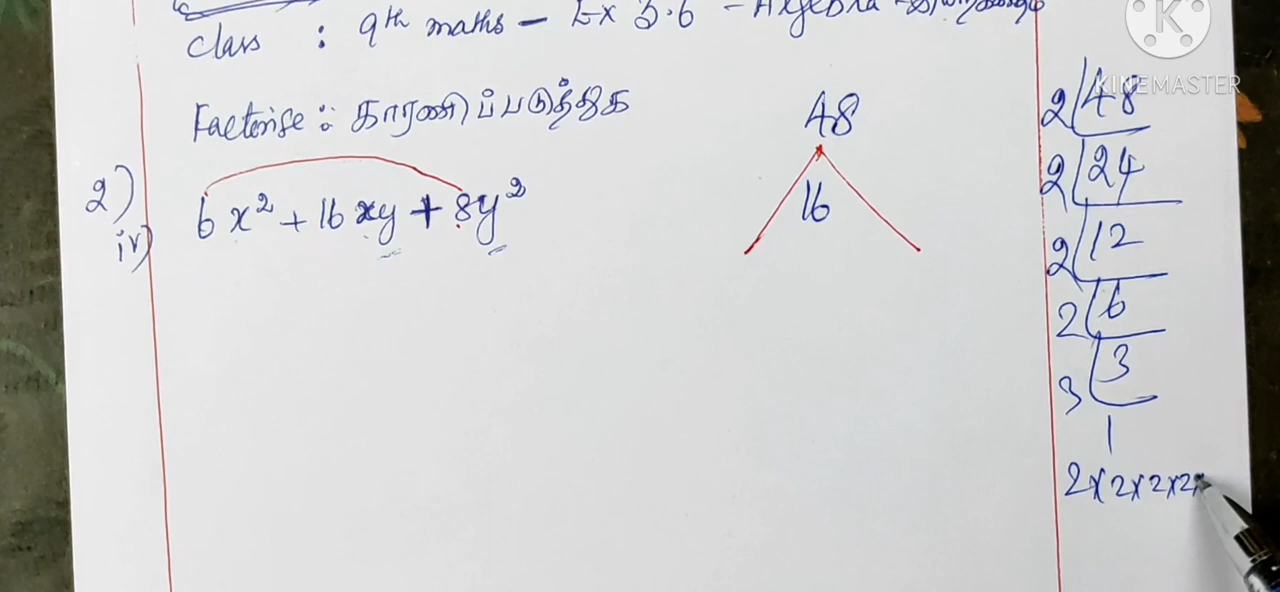 Class : 9th maths - Ex 3.6 - Algebra -
K
KINEMASTER
Factorise : காரணிப்படுத்துக
2)
iv)
6x² + 16xy + 8y²
48
16
2 48
2 24
2 12
2 6
3 3
1
2×2×2×2×